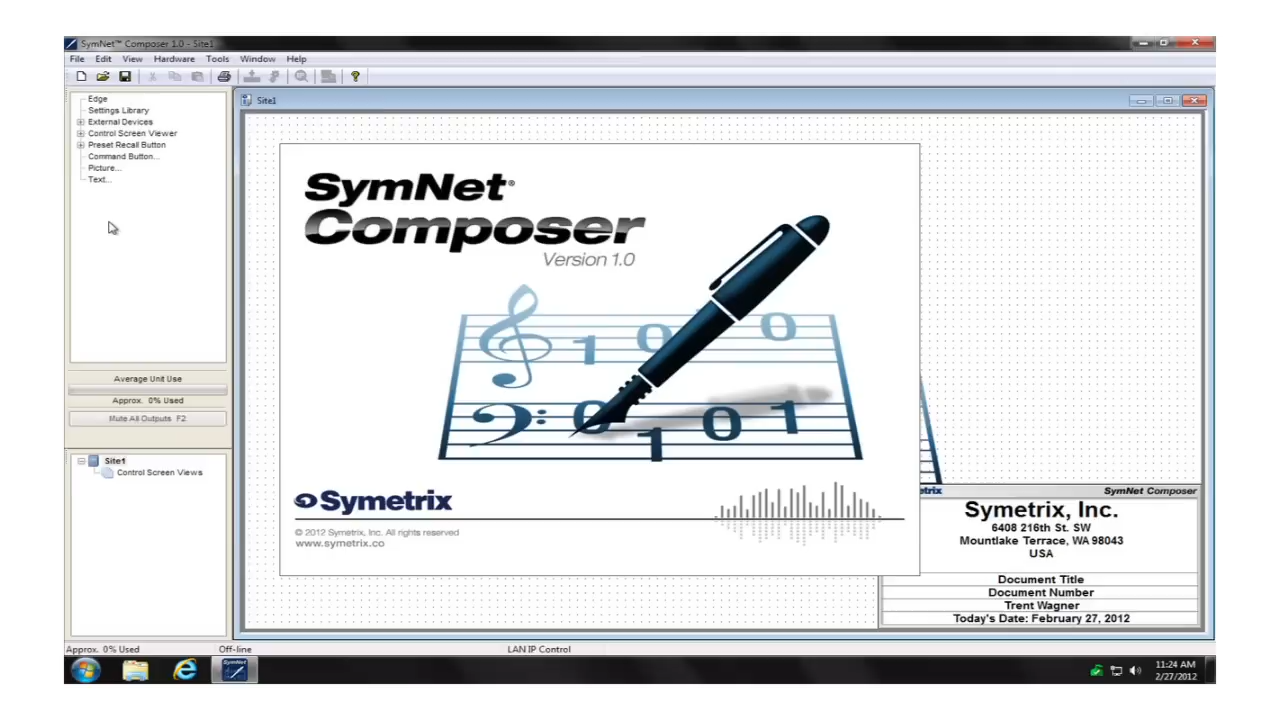 SymNet™ Composer 1.0 - Site1
File Edit View Hardware Tools Window Help
Edge
Settings Library
External Devices
Control Screen Viewer
Preset Recall Button
Command Button...
Picture...
Text...
Average Unit Use
Approx. 0% Used
Mute All Outputs F2
Site1
Control Screen Views
Site1
SymNet®
Composer
Version 1.0
1 0 1 0
0 1 0 1
Symetrix
© 2012 Symetrix, Inc. All rights reserved
www.symetrix.co
etrix SymNet Composer
Symetrix, Inc.
6408 216th St. SW
Mountlake Terrace, WA 98043
USA
Document Title
Document Number
Trent Wagner
Today's Date: February 27, 2012
Approx. 0% Used Off-line LAN IP Control
SymNet
11:24 AM
2/27/2012